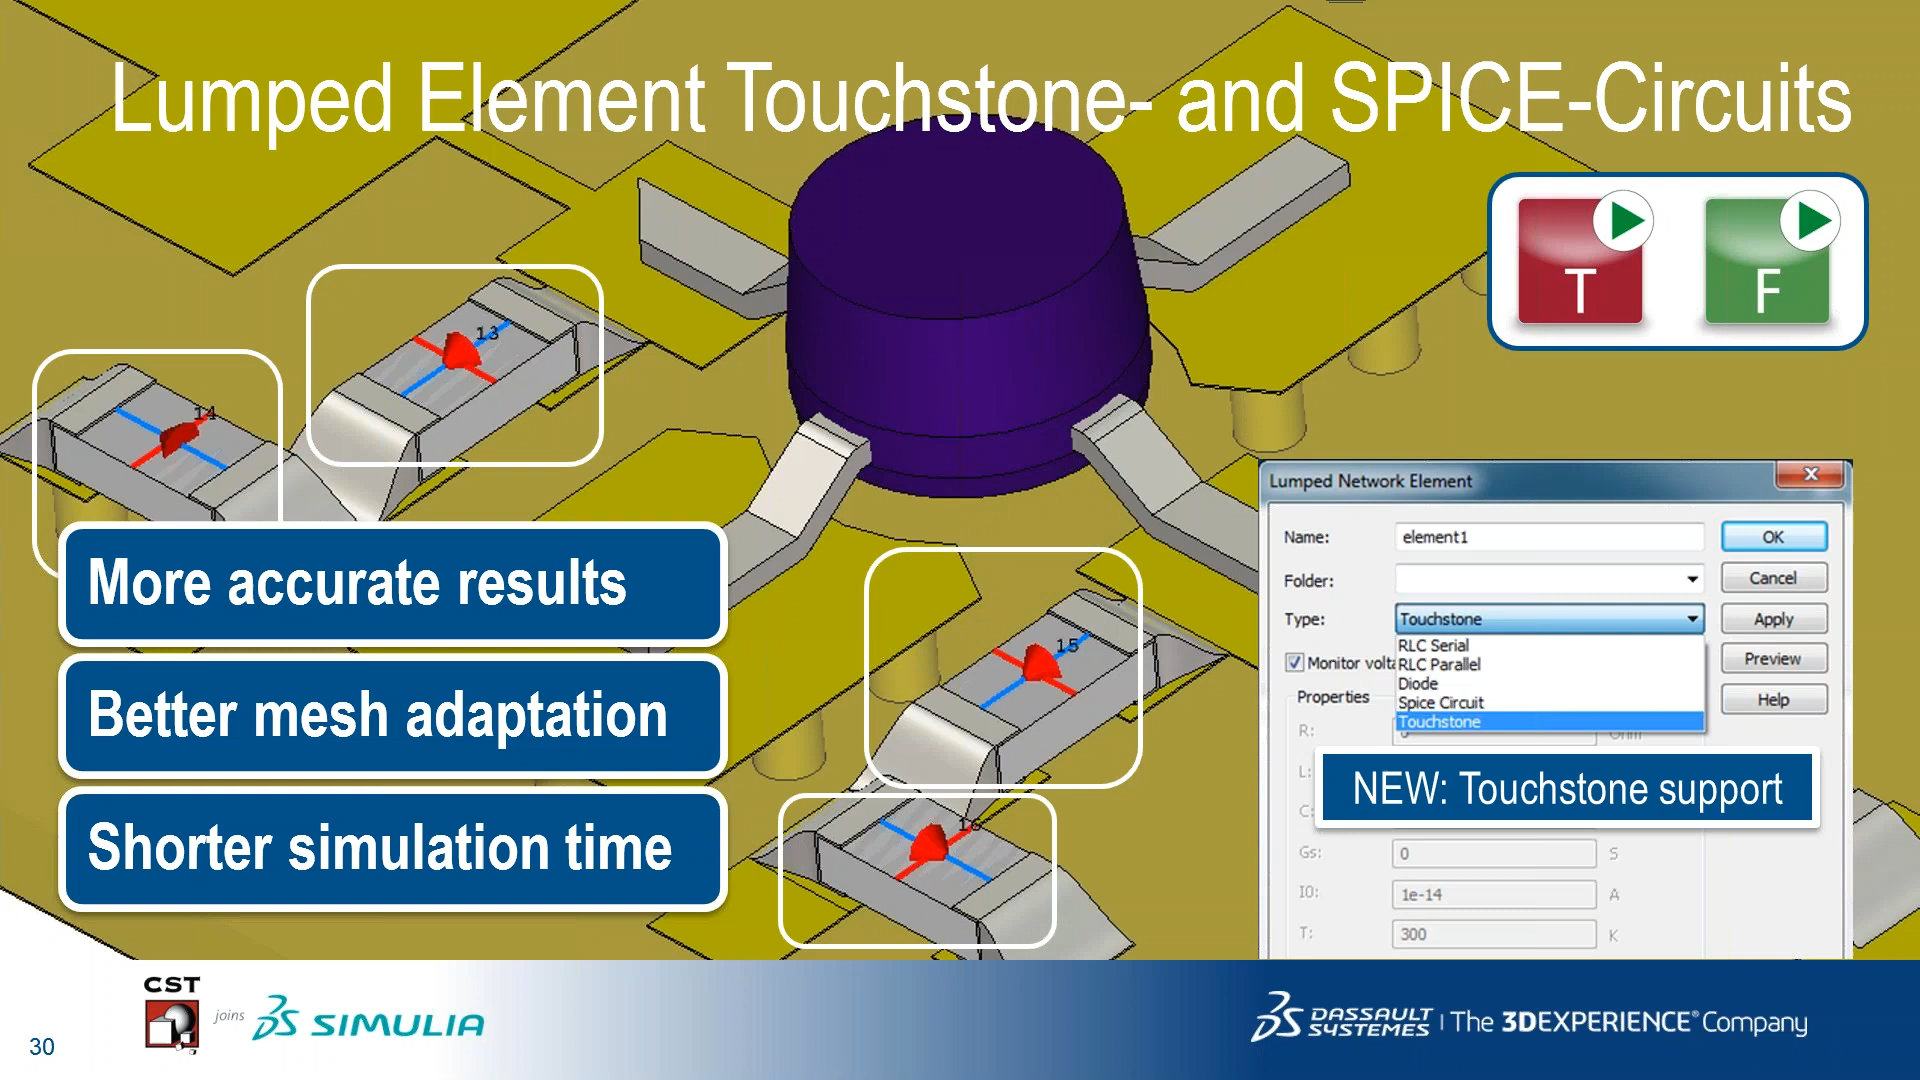 Lumped Element Touchstone- and SPICE-Circuits
T
F
13
14
15
16
More accurate results
Better mesh adaptation
Shorter simulation time
Lumped Network Element
Name:
element1
OK
Folder:
Cancel
Type:
Touchstone
Apply
RLC Serial
RLC Parallel
Diode
Spice Circuit
Touchstone
Monitor volta
Preview
Properties
Help
R:
Ohm
L:
NEW: Touchstone support
C:
Gs:
0
S
I0:
1e-14
A
T:
300
K
30
CST
joins
SIMULIA
DASSAULT
SYSTEMES
The 3DEXPERIENCE® Company